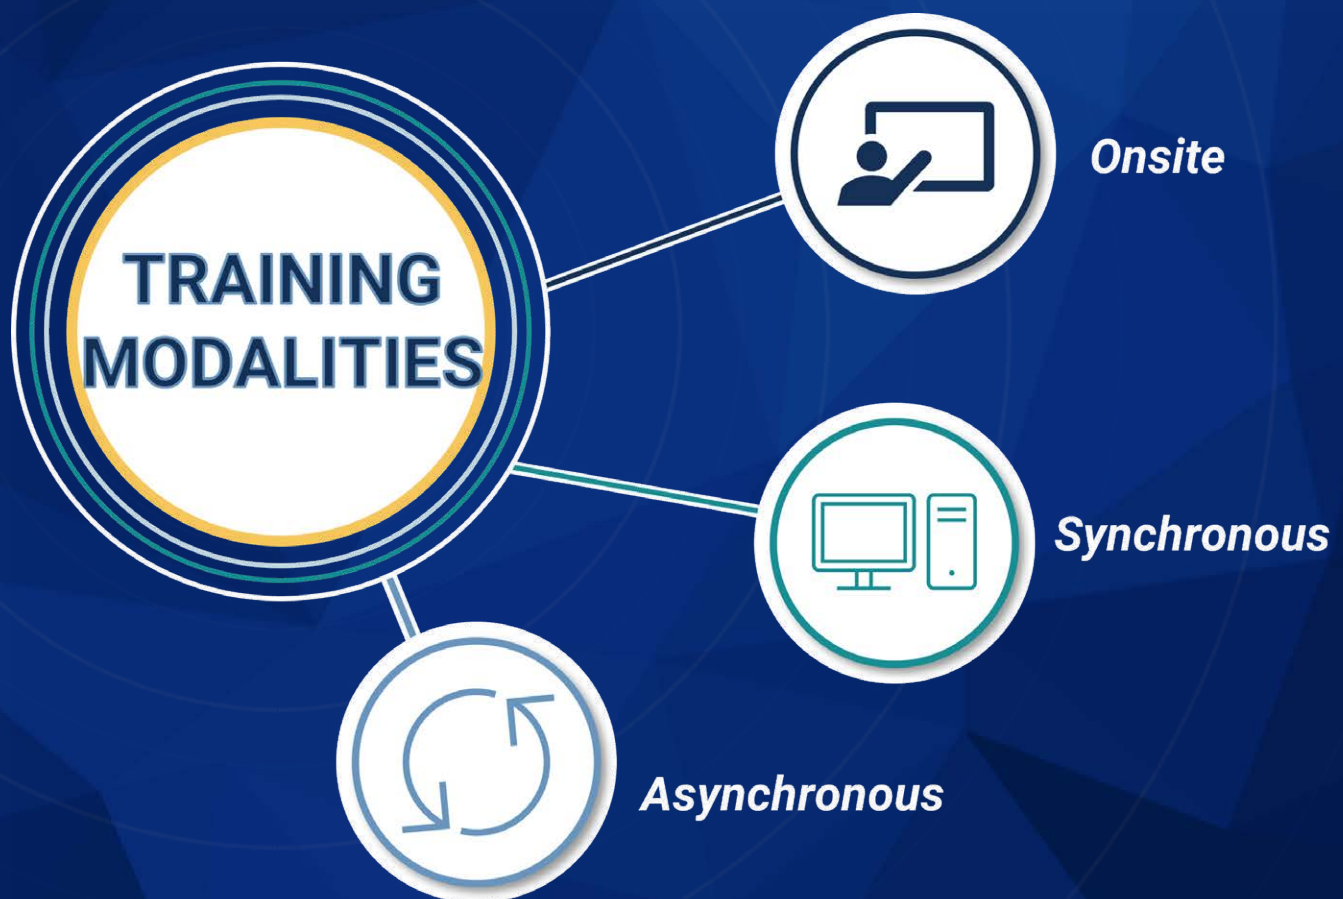 TRAINING
MODALITIES
Onsite
Synchronous
Asynchronous